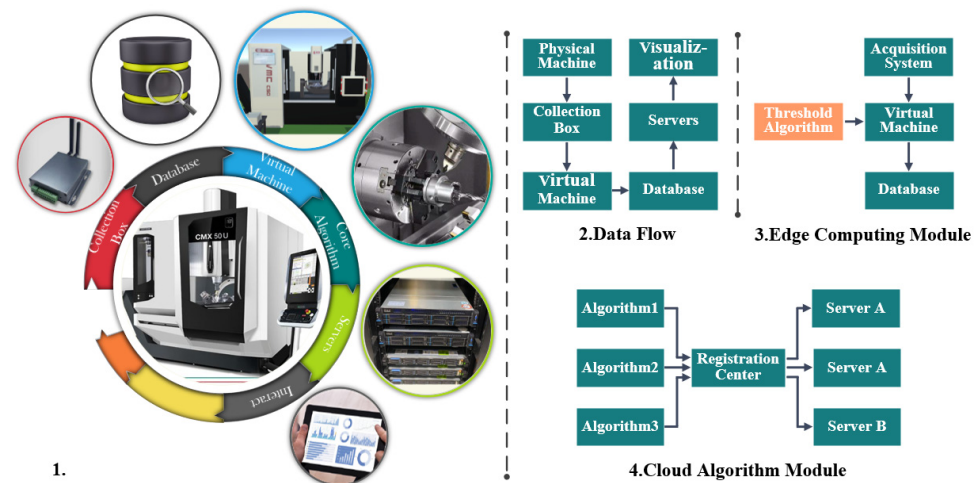 Collection
Box
Database
Virtual
Machine
Core
Algorithm
Servers
Interact
CMX 50 U
VMC
1.
Physical
Machine
Collection
Box
Virtual
Machine
Database
Servers
Visualiz-
ation
2.Data Flow
Acquisition
System
Threshold
Algorithm
Virtual
Machine
Database
3.Edge Computing Module
Algorithm1
Algorithm2
Algorithm3
Registration
Center
Server A
Server A
Server B
4.Cloud Algorithm Module